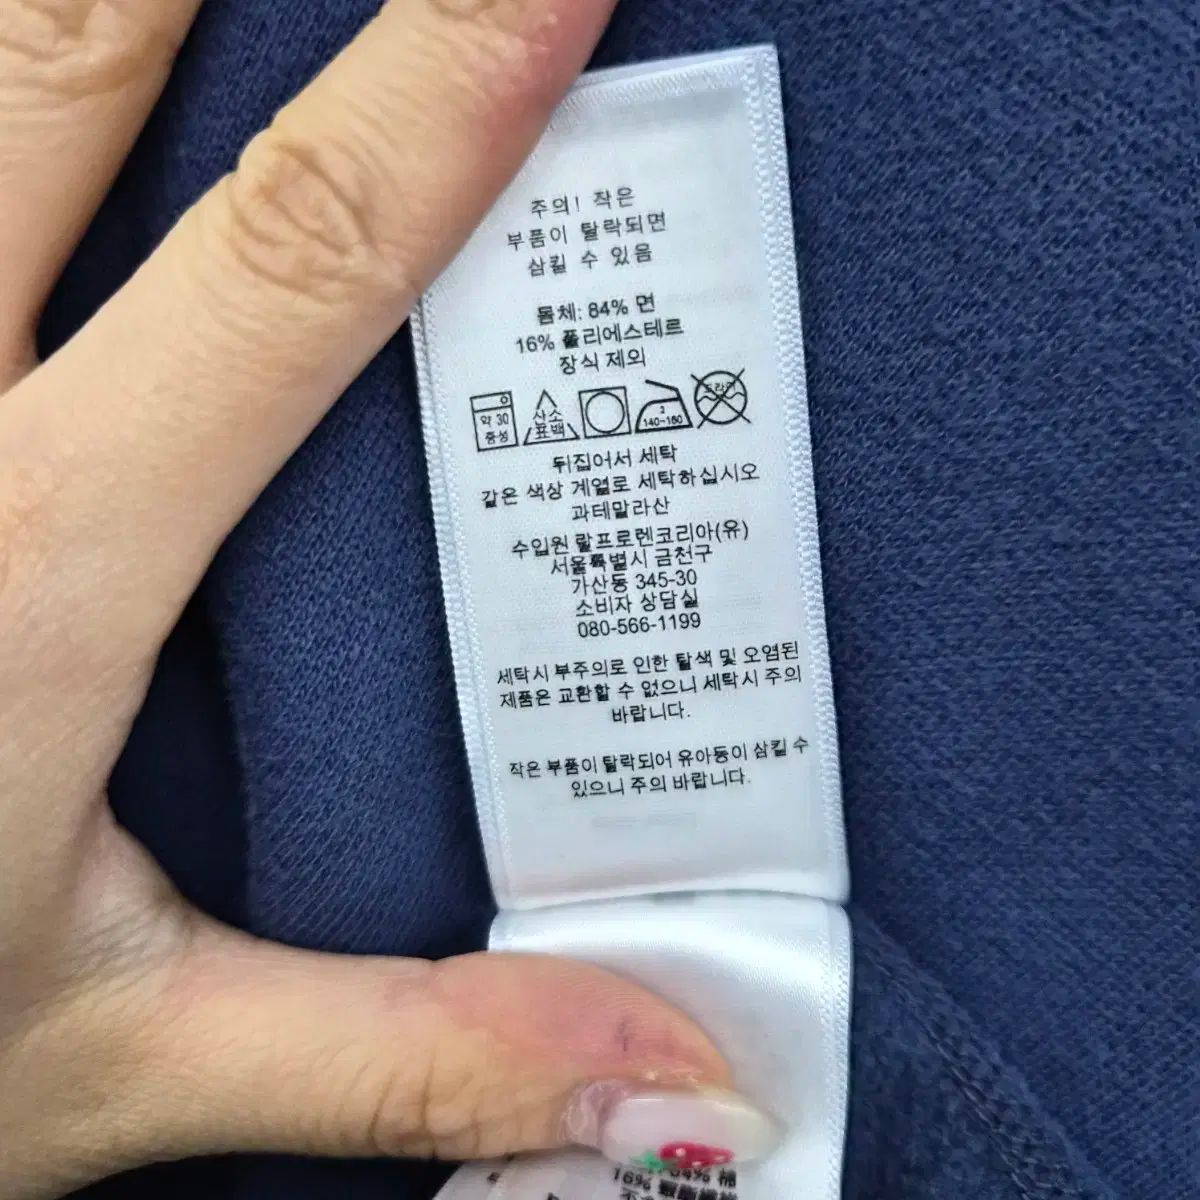 주의! 작은
부품이 탈락되면
삼킬 수 있음
몸체: 84% 면
16% 폴리에스테르
장식 제외
약 30
중성
산소
표백
2
140~160
드라이
뒤집어서 세탁
같은 색상 계열로 세탁하십시오
과테말라산
수입원 랄프로렌코리아(유)
서울특별시 금천구
가산동 345-30
소비자 상담실
080-566-1199
세탁시 부주의로 인한 탈색 및 오염된
제품은 교환할 수 없으니 세탁시 주의
바랍니다.
작은 부품이 탈락되어 유아동이 삼킬 수
있으니 주의 바랍니다.
84% 棉
16%